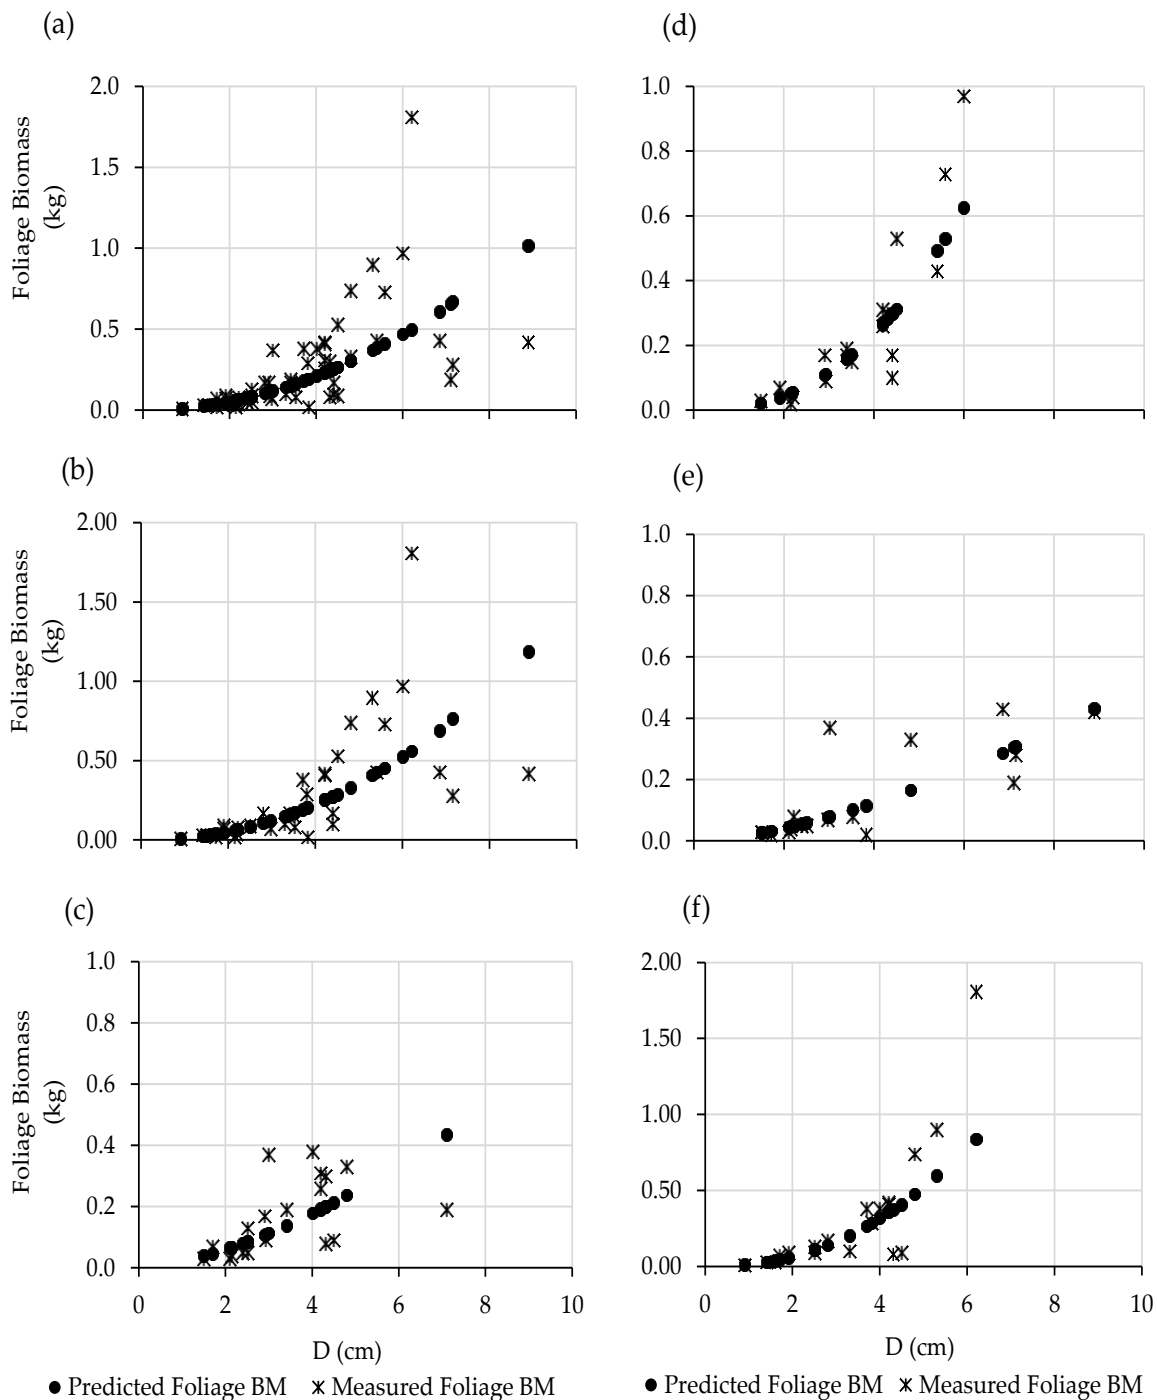 (a)
2.0
1.5
1.0
0.5
0.0
Foliage Biomass
(kg)
(d)
1.0
0.8
0.6
0.4
0.2
0.0
(b)
2.00
1.50
1.00
0.50
0.00
Foliage Biomass
(kg)
(e)
1.0
0.8
0.6
0.4
0.2
0.0
(c)
1.0
0.8
0.6
0.4
0.2
0.0
Foliage Biomass
(kg)
0 2 4 6 8 10
D (cm)
Predicted Foliage BM Measured Foliage BM
(f)
2.00
1.50
1.00
0.50
0.00
0 2 4 6 8 10
D (cm)
Predicted Foliage BM Measured Foliage BM